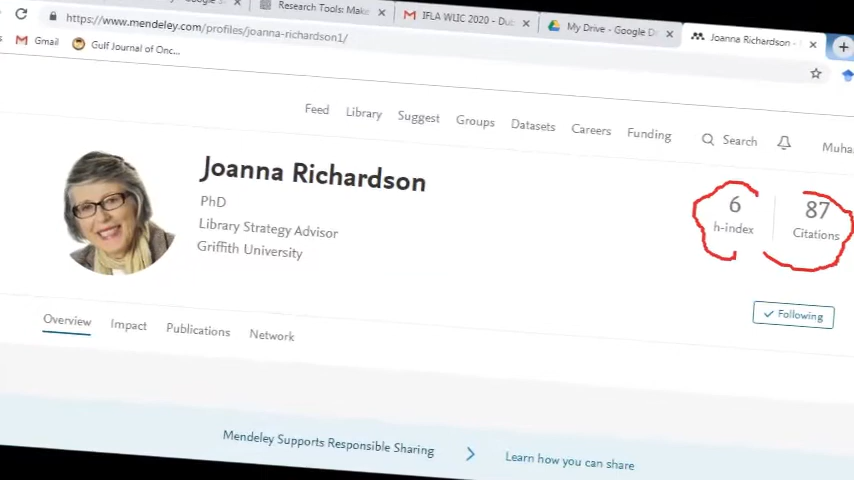 Research Tools: Make
IFLA WLIC 2020 - Dub
My Drive - Google D
Joanna Richardson -
https://www.mendeley.com/profiles/joanna-richardson1/
Gmail
Gulf Journal of Onc...
Feed
Library
Suggest
Groups
Datasets
Careers
Funding
Search
Muha
Joanna Richardson
PhD
Library Strategy Advisor
Griffith University
6
h-index
87
Citations
Following
Overview
Impact
Publications
Network
Mendeley Supports Responsible Sharing
Learn how you can share